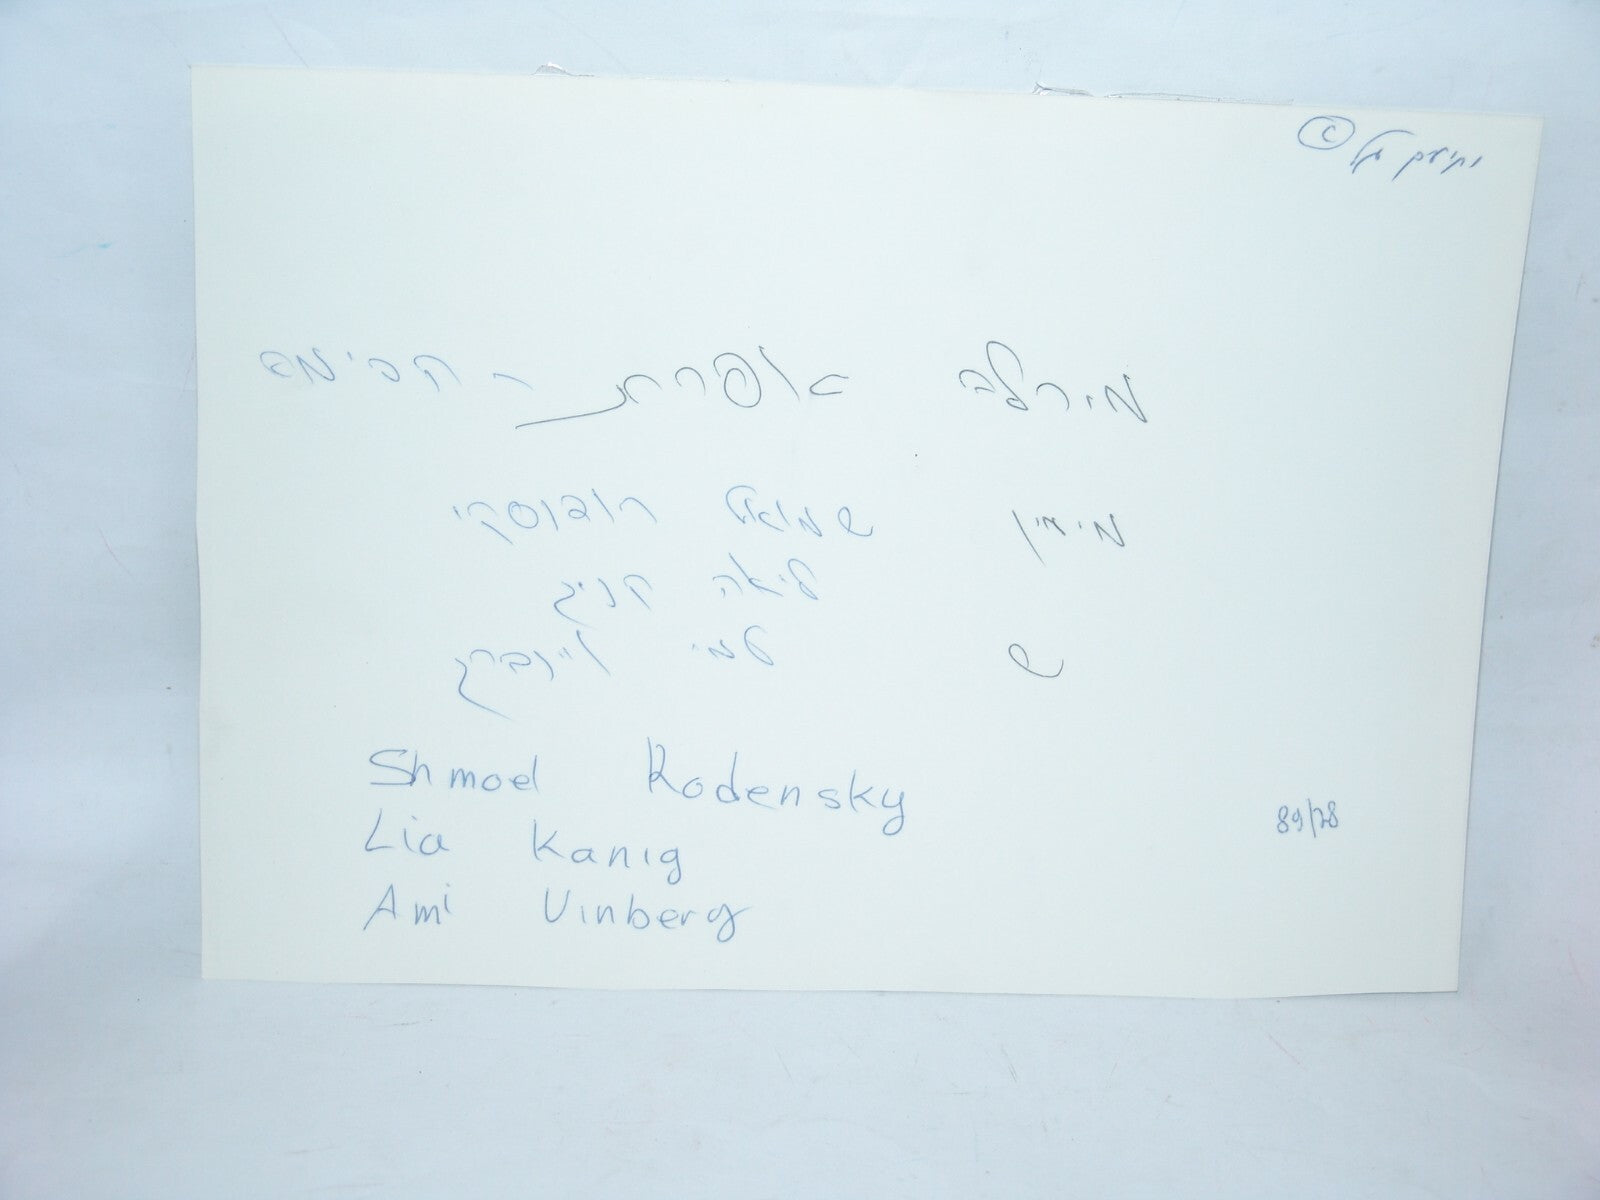 ©
מירלה אפרת - הבימה
מימין שמואל רודנסקי
ליאה קניג
ש עמי ויינברג
Shmoel Rodensky
Lia Kanig
Ami Vinberg
89/28